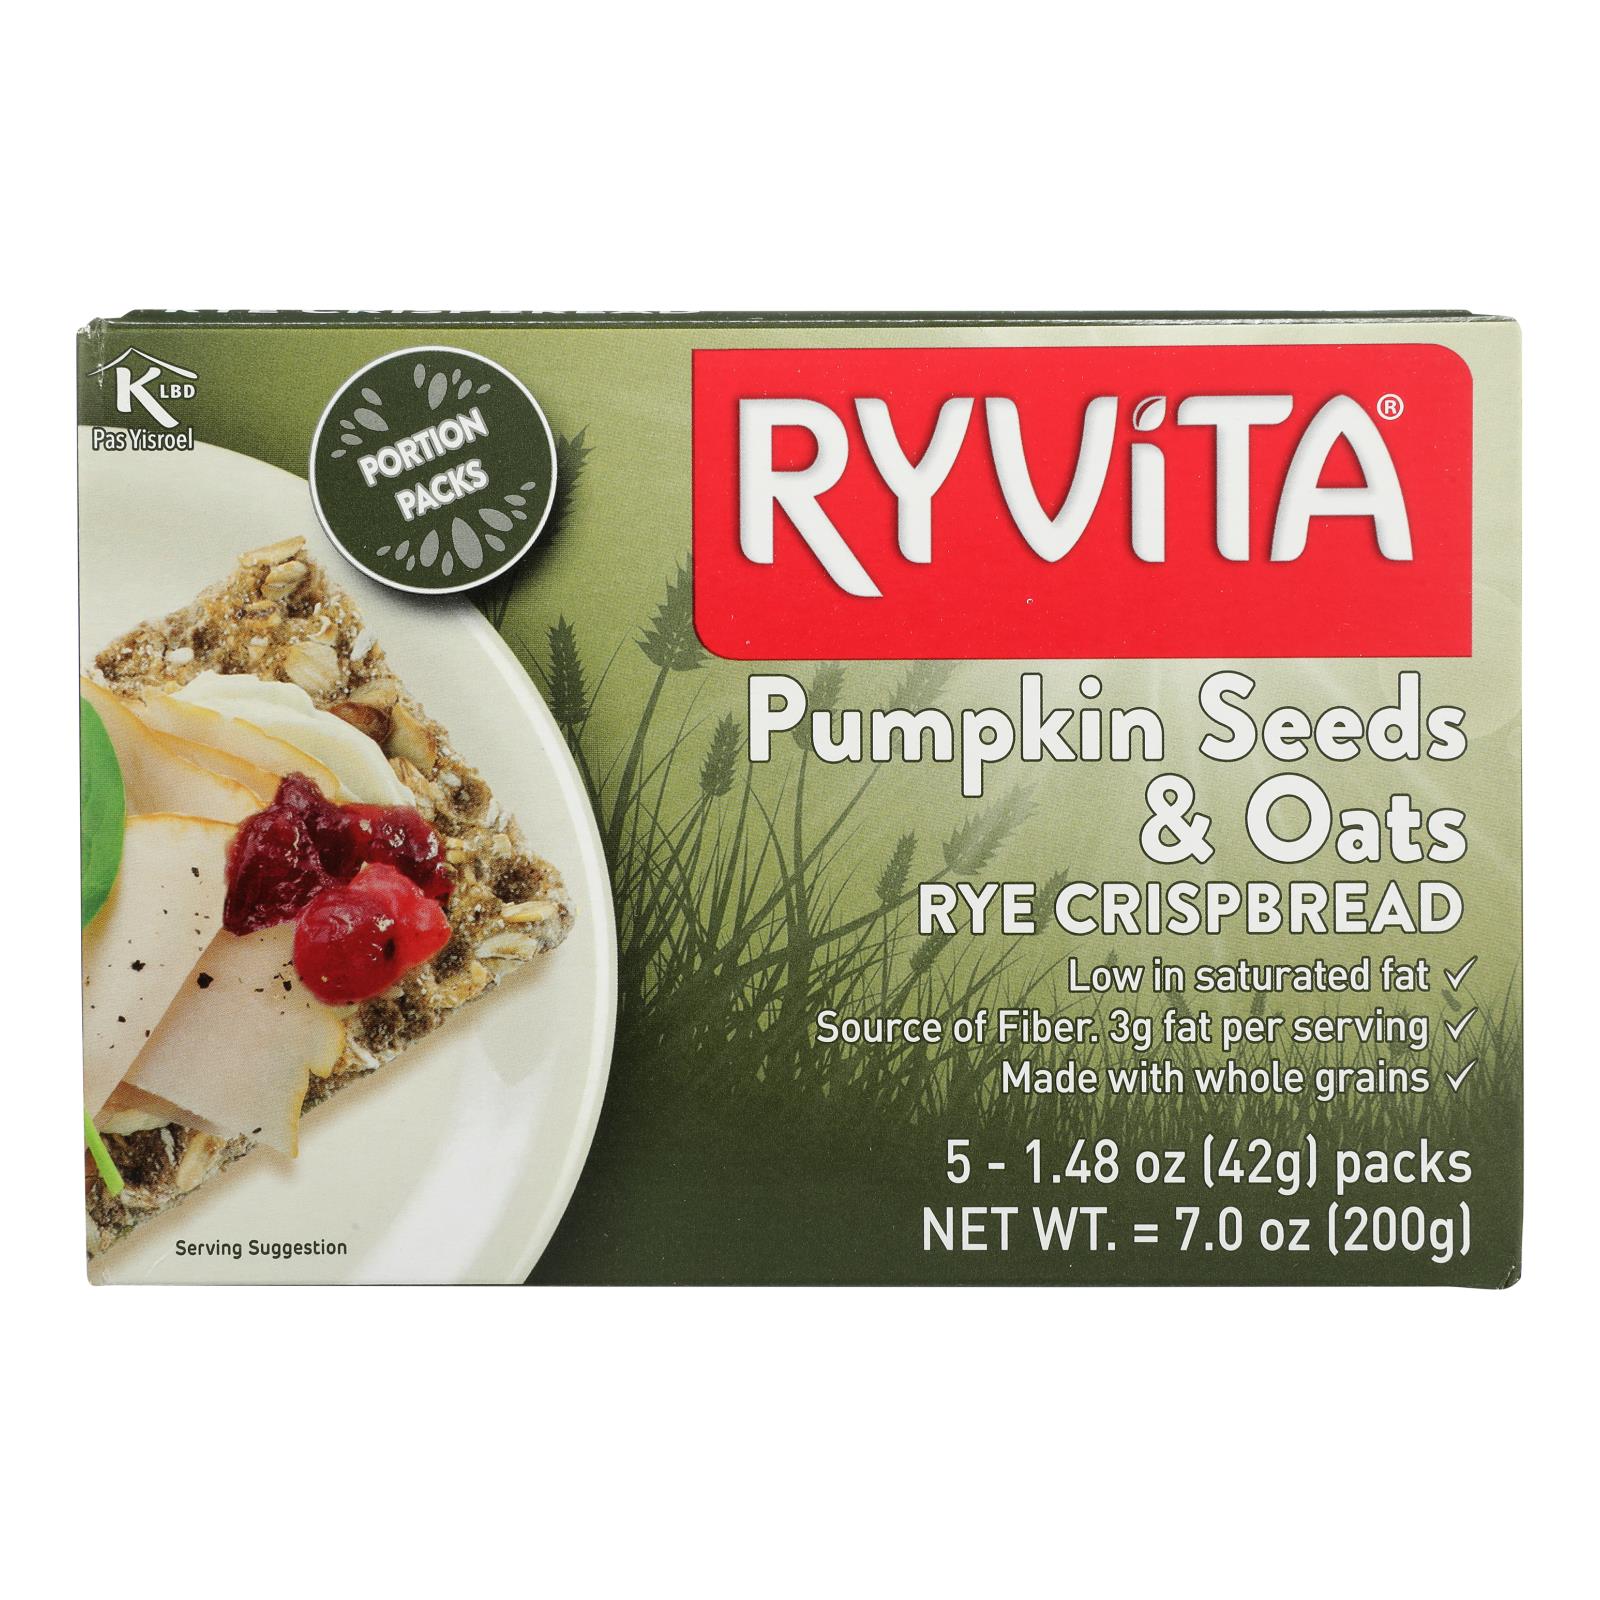 RYE CRISPBREAD
K LBD
Pas Yisroel
PORTION
PACKS
RYViTA®
Pumpkin Seeds
& Oats
RYE CRISPBREAD
Low in saturated fat ✓
Source of Fiber. 3g fat per serving ✓
Made with whole grains ✓
5 - 1.48 oz (42g) packs
NET WT. = 7.0 oz (200g)
Serving Suggestion